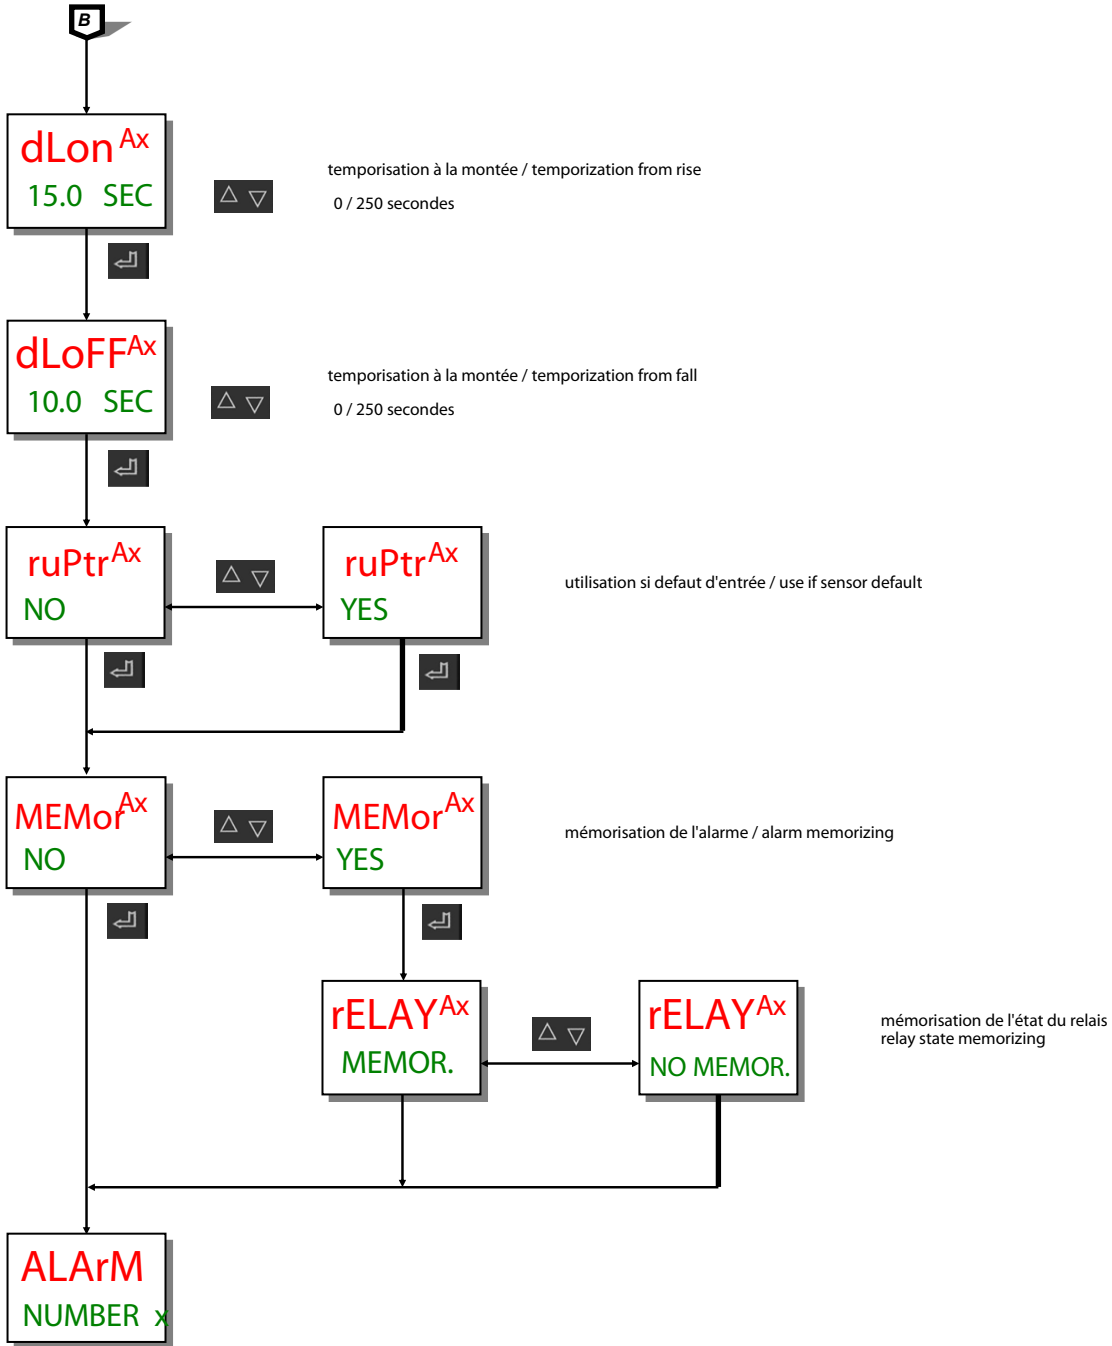 B
dLon Ax
15.0 SEC
temporisation à la montée / temporization from rise
0 / 250 secondes
dLoFF Ax
10.0 SEC
temporisation à la montée / temporization from fall
0 / 250 secondes
ruPtr Ax
NO
ruPtr Ax
YES
utilisation si defaut d'entrée / use if sensor default
MEMor Ax
NO
MEMor Ax
YES
mémorisation de l'alarme / alarm memorizing
rELAY Ax
MEMOR.
rELAY Ax
NO MEMOR.
mémorisation de l'état du relais
relay state memorizing
ALArM
NUMBER x